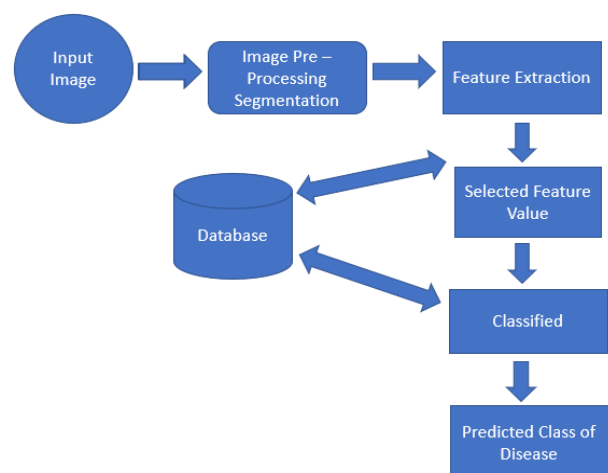 Input
Image
Image Pre –
Processing
Segmentation
Feature Extraction
Selected Feature
Value
Database
Classified
Predicted Class of
Disease